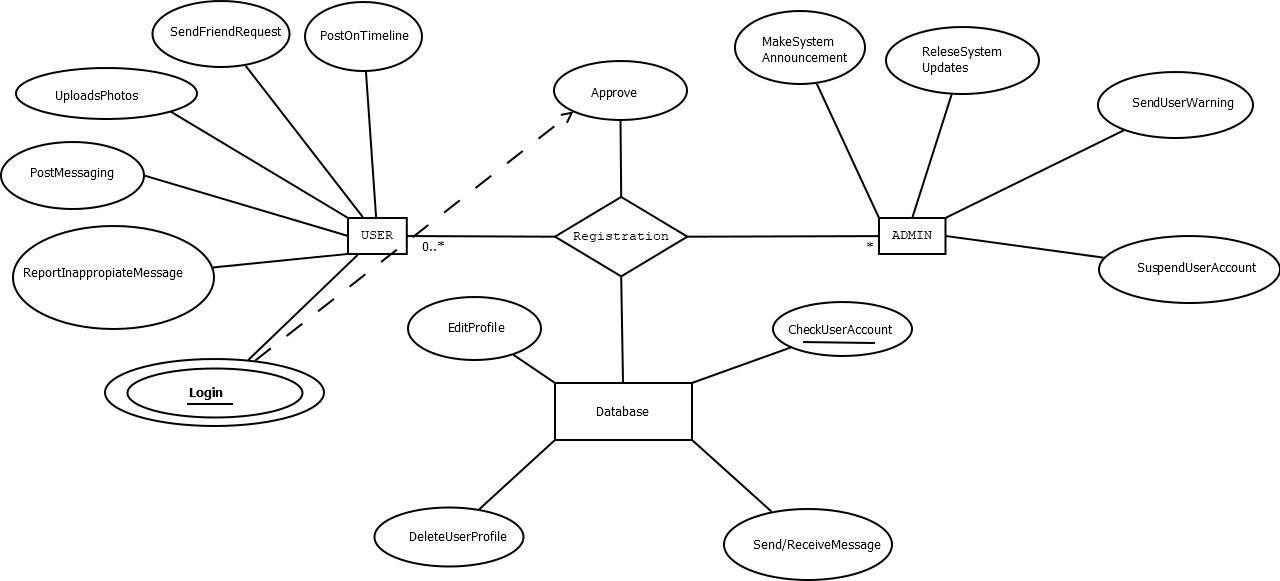 SendFriendRequest
PostOnTimeline
MakeSystem
Announcement
ReleseSystem
Updates
UploadsPhotos
Approve
SendUserWarning
PostMessaging
USER
0..*
Registration
*
ADMIN
ReportInappropiateMessage
SuspendUserAccount
EditProfile
CheckUserAccount
Login
Database
DeleteUserProfile
Send/ReceiveMessage